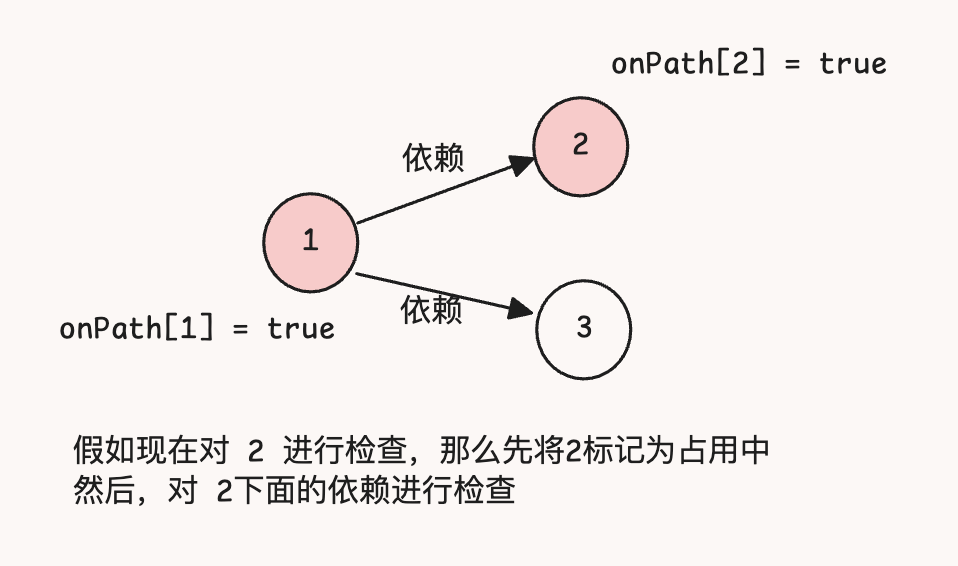 onPath[2] = true
2
依赖
1
依赖
onPath[1] = true
3
假如现在对 2 进行检查，那么先将2标记为占用中
然后，对 2下面的依赖进行检查